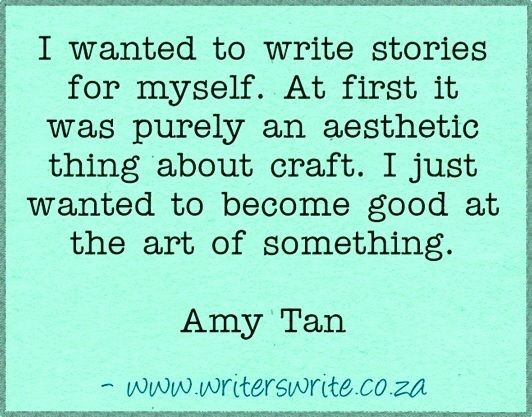 I wanted to write stories
for myself. At first it
was purely an aesthetic
thing about craft. I just
wanted to become good at
the art of something.
Amy Tan
- www.writerswrite.co.za